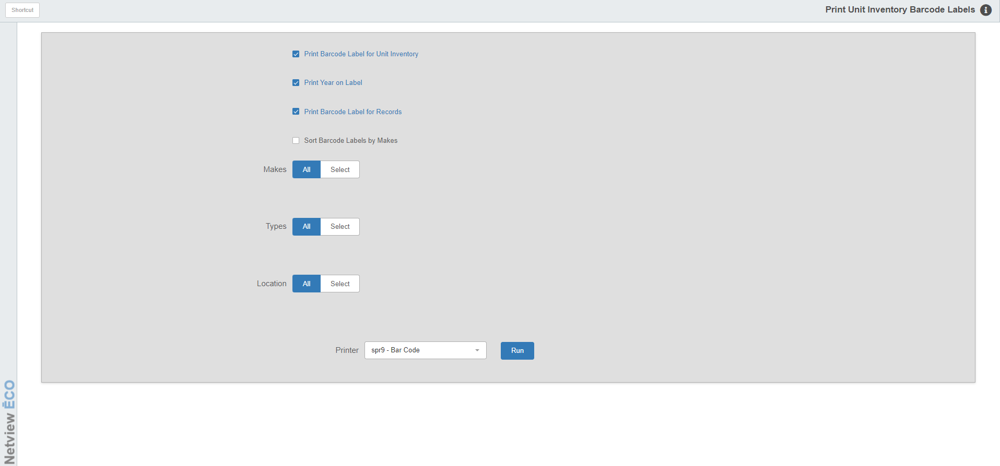 Shortcut
Print Unit Inventory Barcode Labels
Print Barcode Label for Unit Inventory
Print Year on Label
Print Barcode Label for Records
Sort Barcode Labels by Makes
Makes All Select
Types All Select
Location All Select
Printer spr9 - Bar Code Run
Netview ĒCO